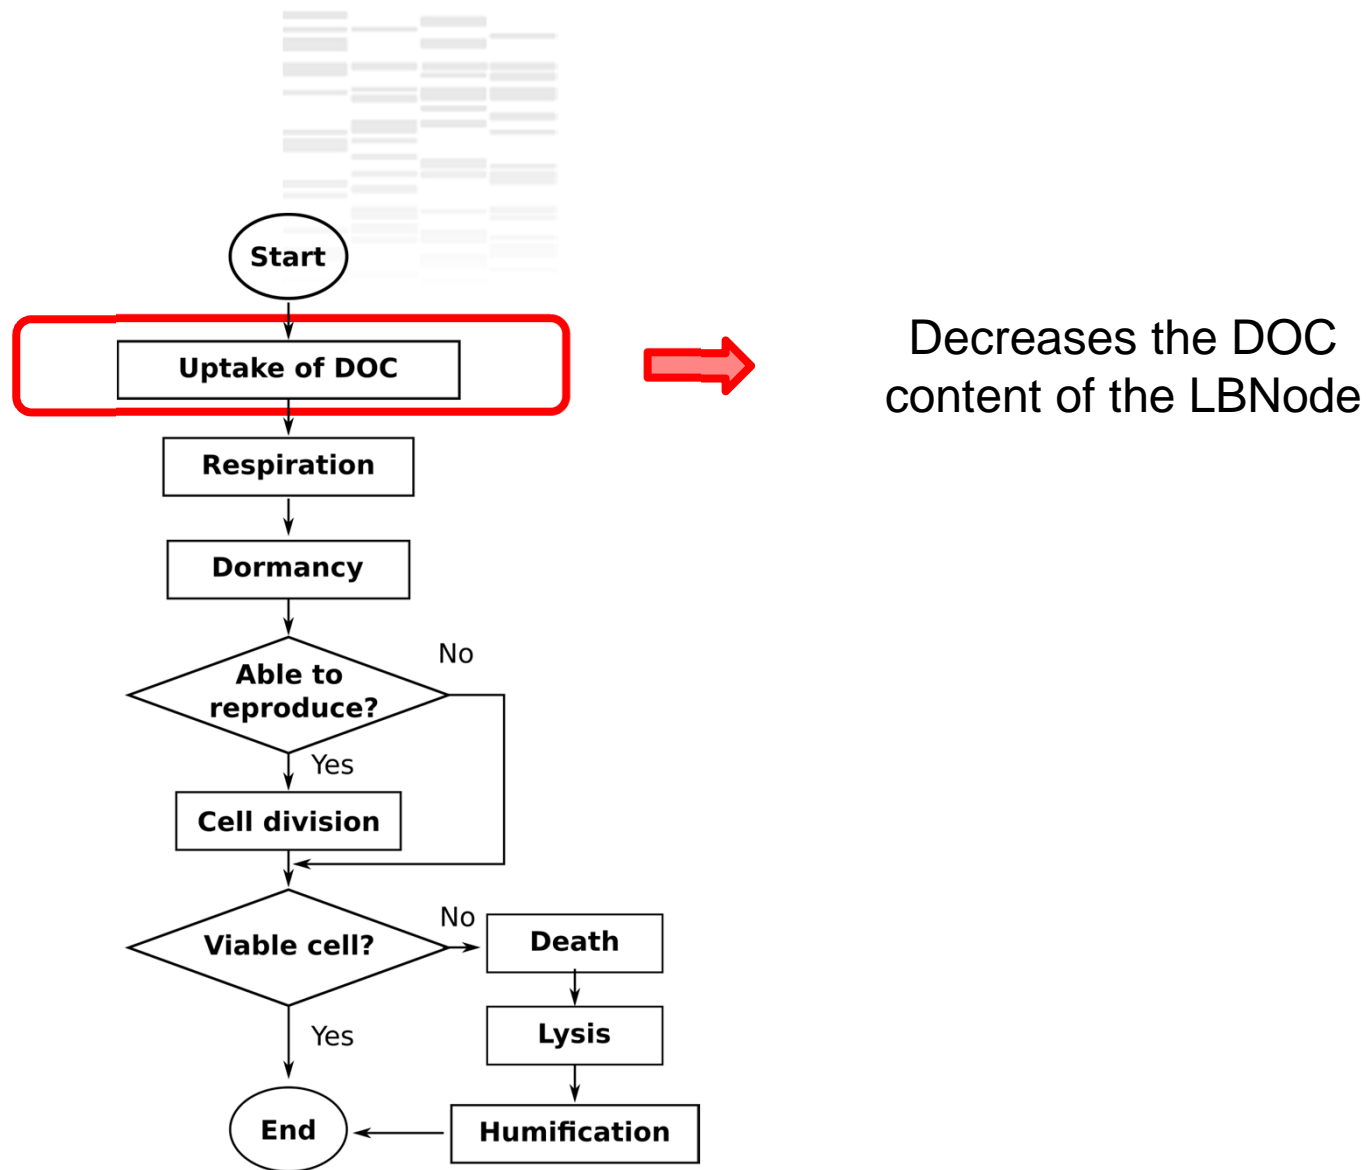 Start
Uptake of DOC
Decreases the DOC
content of the LBNode
Respiration
Dormancy
No
Able to
reproduce?
Yes
Cell division
No
Viable cell?
Death
Yes
Lysis
End
Humification